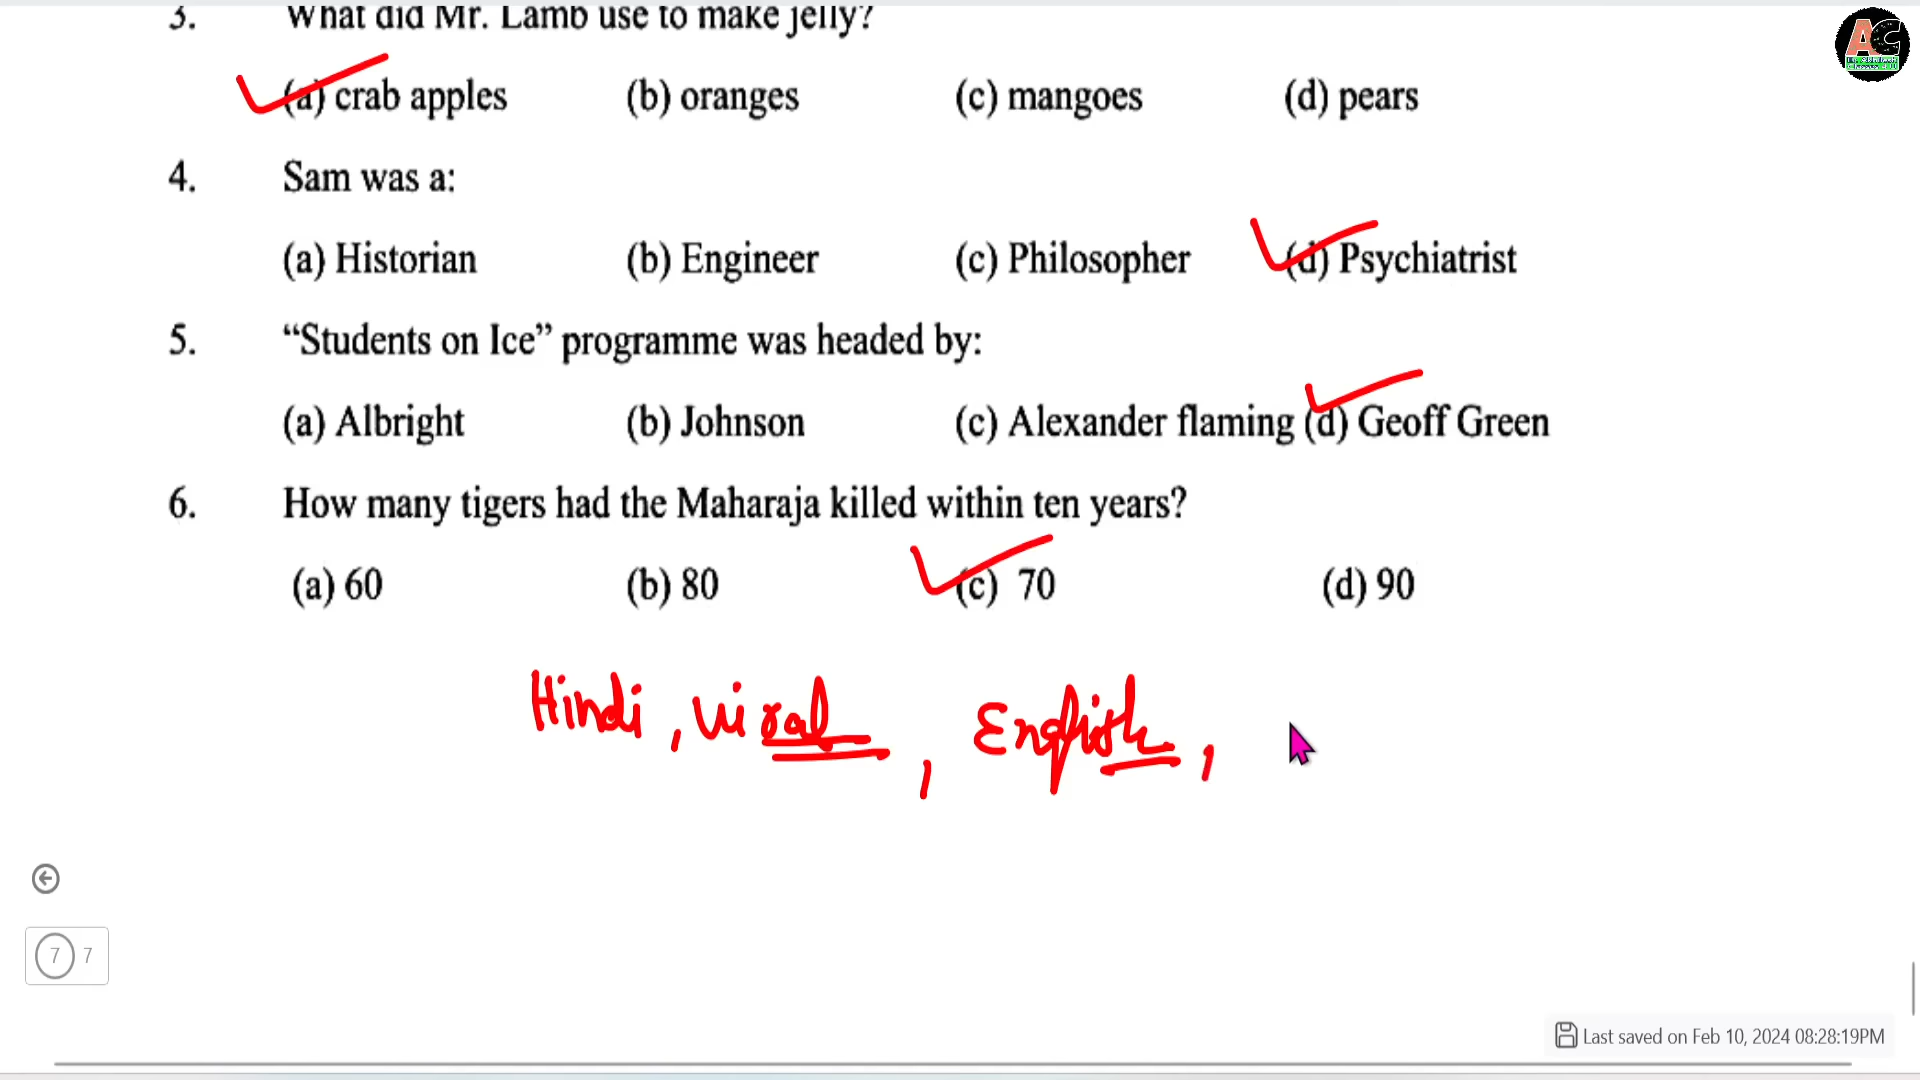 3. What did Mr. Lamb use to make jelly?
(a) crab apples (b) oranges (c) mangoes (d) pears
4. Sam was a:
(a) Historian (b) Engineer (c) Philosopher (d) Psychiatrist
5. “Students on Ice” programme was headed by:
(a) Albright (b) Johnson (c) Alexander flaming (d) Geoff Green
6. How many tigers had the Maharaja killed within ten years?
(a) 60 (b) 80 (c) 70 (d) 90
Hindi, viral, English,
7 7
Last saved on Feb 10, 2024 08:28:19PM
AC